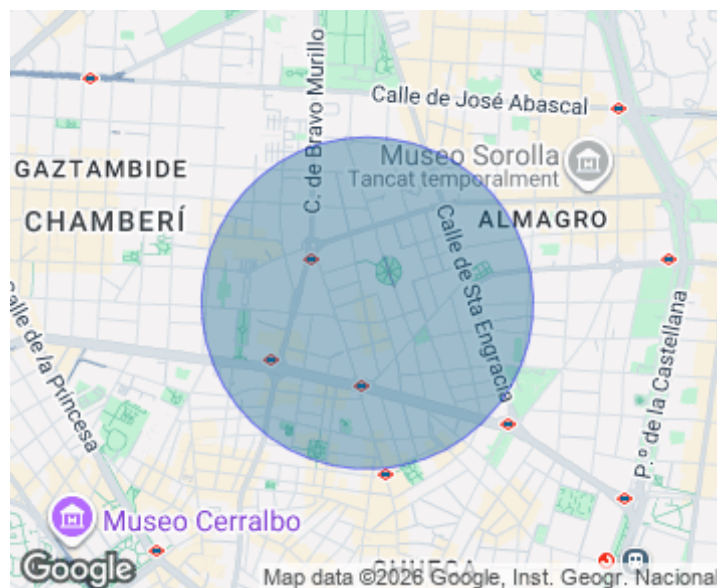 C. de Bravo Murillo
Calle de José Abascal
Museo Sorolla
Tancat temporalment
GAZTAMBIDE
CHAMBERÍ
ALMAGRO
Calle de Sta Engracia
Calle de la Princesa
P.º de la Castellana
Museo Cerralbo
CHUECA
Google
Map data ©2026 Google, Inst. Geogr. Nacional